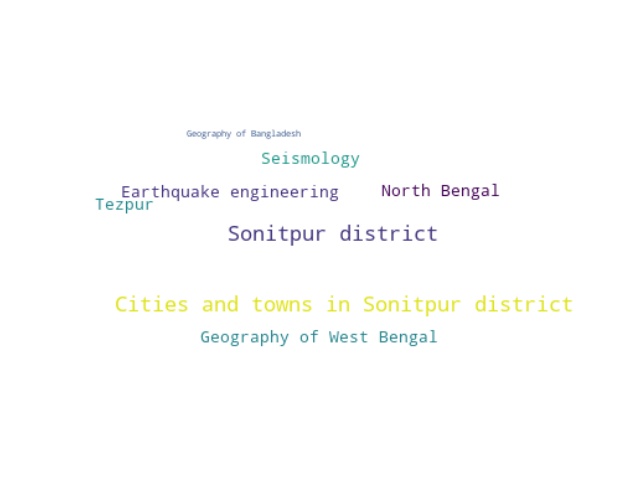 Geography of Bangladesh
Seismology
Earthquake engineering
North Bengal
Tezpur
Sonitpur district
Cities and towns in Sonitpur district
Geography of West Bengal